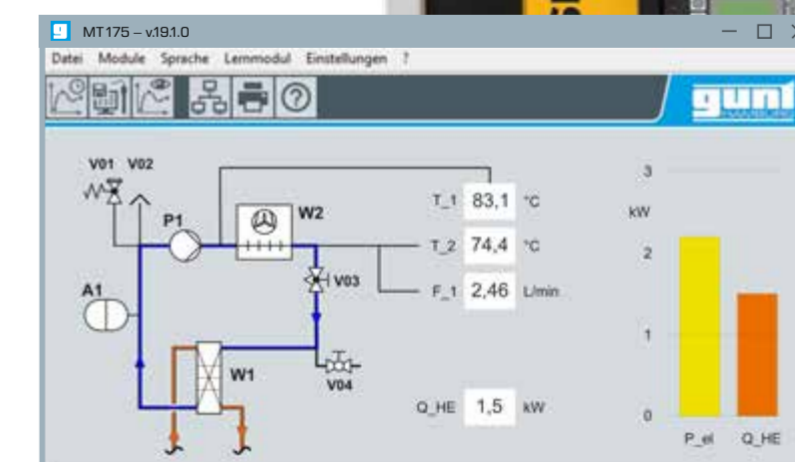 MT175 – v.19.1.0
Datei Module Sprache Lernmodul Einstellungen ?
gunt
V01 V02
P1
W2
T_1 83,1 °C
T_2 74,4 °C
V03
F_1 2,46 L/min
A1
W1
V04
Q_HE 1,5 kW
3
kW
2
1
0
P_el Q_HE